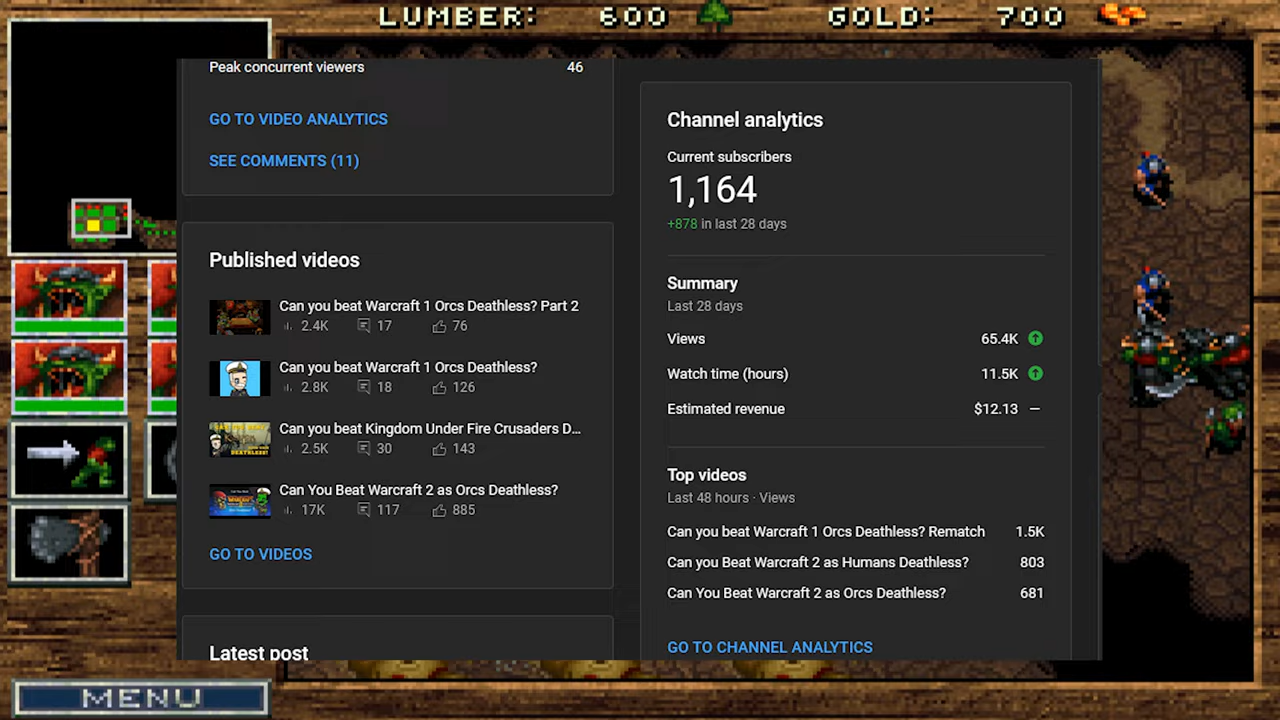 LUMBER: 600 GOLD: 700
Peak concurrent viewers 46
GO TO VIDEO ANALYTICS
SEE COMMENTS (11)
Published videos
Can you beat Warcraft 1 Orcs Deathless? Part 2
2.4K 17 76
Can you beat Warcraft 1 Orcs Deathless?
2.8K 18 126
Can you beat Kingdom Under Fire Crusaders D...
2.5K 30 143
Can You Beat Warcraft 2 as Orcs Deathless?
17K 117 885
GO TO VIDEOS
Latest post
Channel analytics
Current subscribers
1,164
+878 in last 28 days
Summary
Last 28 days
Views 65.4K
Watch time (hours) 11.5K
Estimated revenue $12.13 —
Top videos
Last 48 hours · Views
Can you beat Warcraft 1 Orcs Deathless? Rematch 1.5K
Can you Beat Warcraft 2 as Humans Deathless? 803
Can You Beat Warcraft 2 as Orcs Deathless? 681
GO TO CHANNEL ANALYTICS
MENU